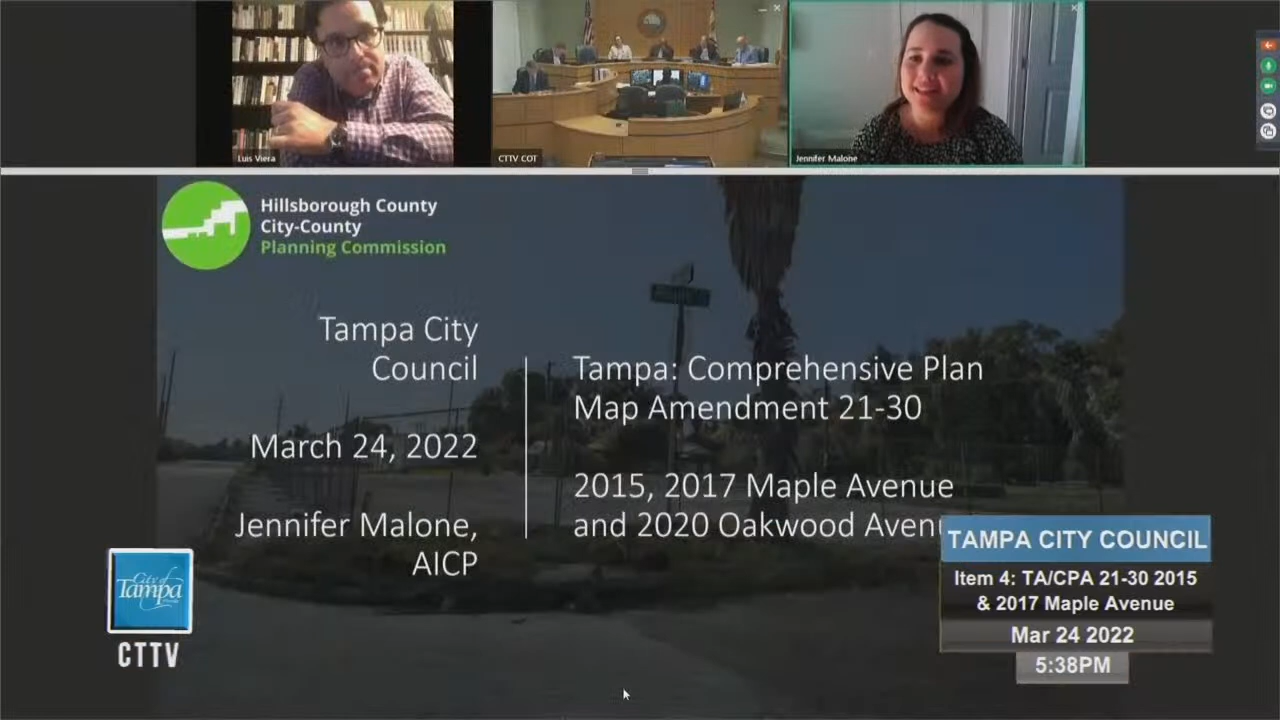 Luis Viera
CTTV COT
Jennifer Malone
Hillsborough County
City-County
Planning Commission
Tampa City
Council
March 24, 2022
Jennifer Malone,
AICP
Tampa: Comprehensive Plan
Map Amendment 21-30
2015, 2017 Maple Avenue
and 2020 Oakwood Aven
City of
Tampa
CTTV
TAMPA CITY COUNCIL
Item 4: TA/CPA 21-30 2015
& 2017 Maple Avenue
Mar 24 2022
5:38PM